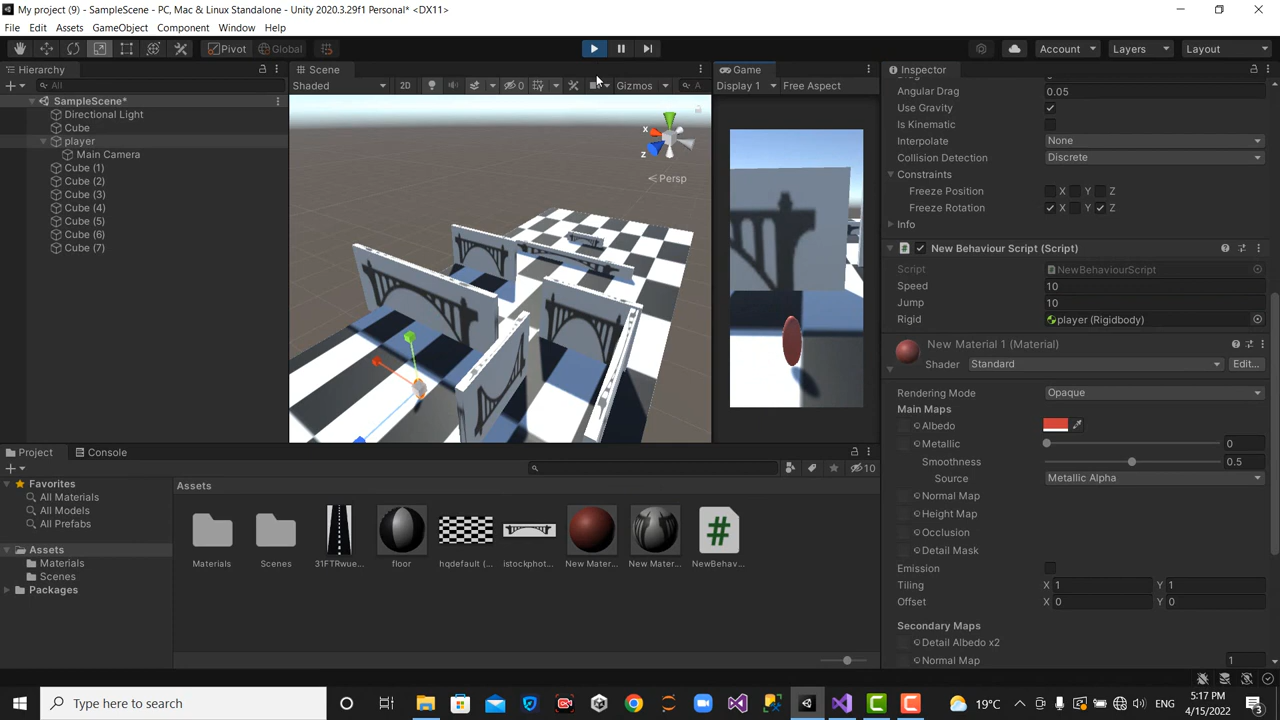 My project (9) - SampleScene - PC, Mac & Linux Standalone - Unity 2020.3.29f1 Personal* <DX11>
File Edit Assets GameObject Component Window Help
Pivot Global Account Layers Layout
Hierarchy
All
SampleScene*
Directional Light
Cube
player
Main Camera
Cube (1)
Cube (2)
Cube (3)
Cube (4)
Cube (5)
Cube (6)
Cube (7)
Scene
Shaded 2D 0 Gizmos A
x
z
Persp
Game
Display 1 Free Aspect
Inspector
Angular Drag 0.05
Use Gravity
Is Kinematic
Interpolate None
Collision Detection Discrete
Constraints
Freeze Position X Y Z
Freeze Rotation X Y Z
Info
# New Behaviour Script (Script)
Script NewBehaviourScript
Speed 10
Jump 10
Rigid player (Rigidbody)
New Material 1 (Material)
Shader Standard Edit...
Rendering Mode Opaque
Main Maps
Albedo
Metallic 0
Smoothness 0.5
Source Metallic Alpha
Normal Map
Height Map
Occlusion
Detail Mask
Emission
Tiling X 1 Y 1
Offset X 0 Y 0
Secondary Maps
Detail Albedo x2
Normal Map 1
Project Console
10
Favorites
All Materials
All Models
All Prefabs
Assets
Materials
Scenes
Packages
Assets
Materials Scenes 31FTRwue... floor hqdefault (... istockphot... New Mater... New Mater... NewBehav...
#
Type here to search
19°C ENG 5:17 PM 4/15/2022 3